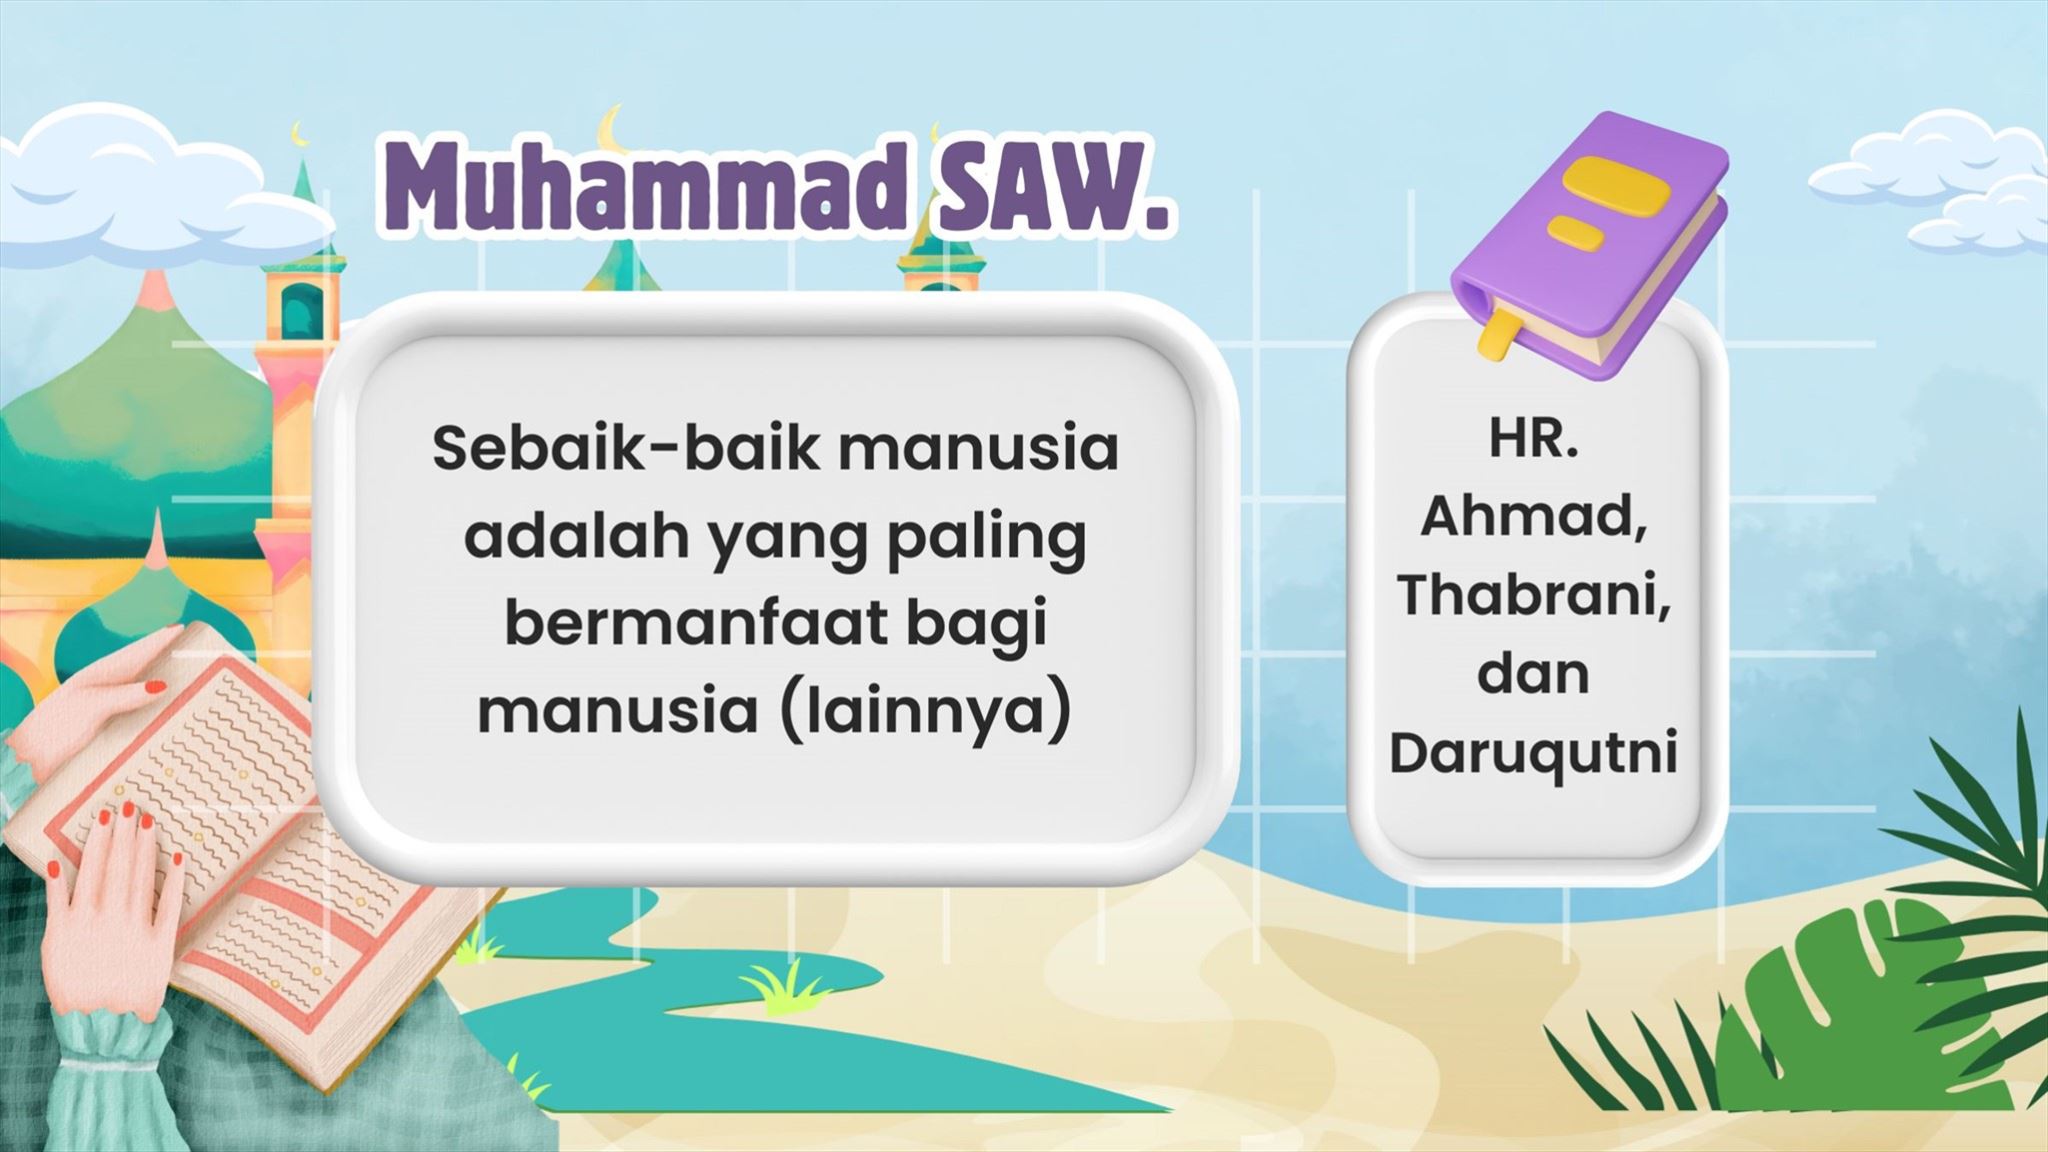 Muhammad SAW.
Sebaik-baik manusia
adalah yang paling
bermanfaat bagi
manusia (lainnya)
HR.
Ahmad,
Thabrani,
dan
Daruqutni